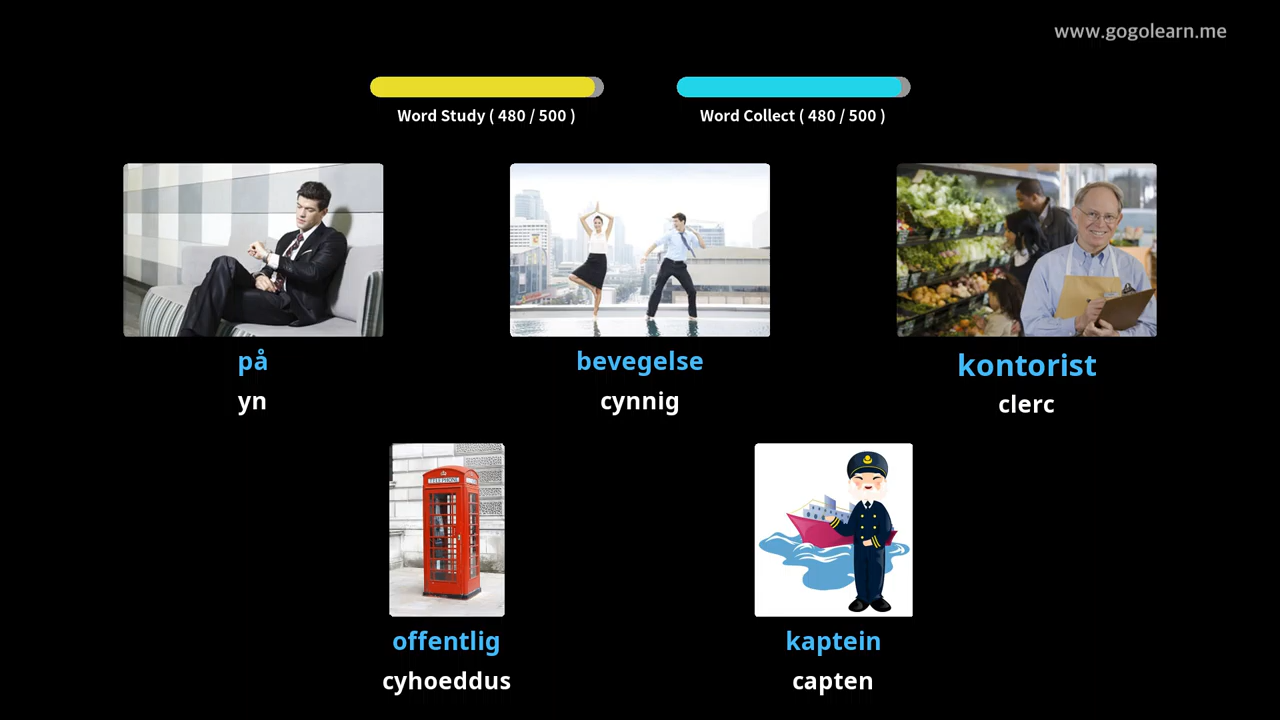 www.gogolearn.me
Word Study ( 480 / 500 )
Word Collect ( 480 / 500 )
på
yn
bevegelse
cynnig
kontorist
clerc
TELEPHONE
offentlig
cyhoeddus
kaptein
capten